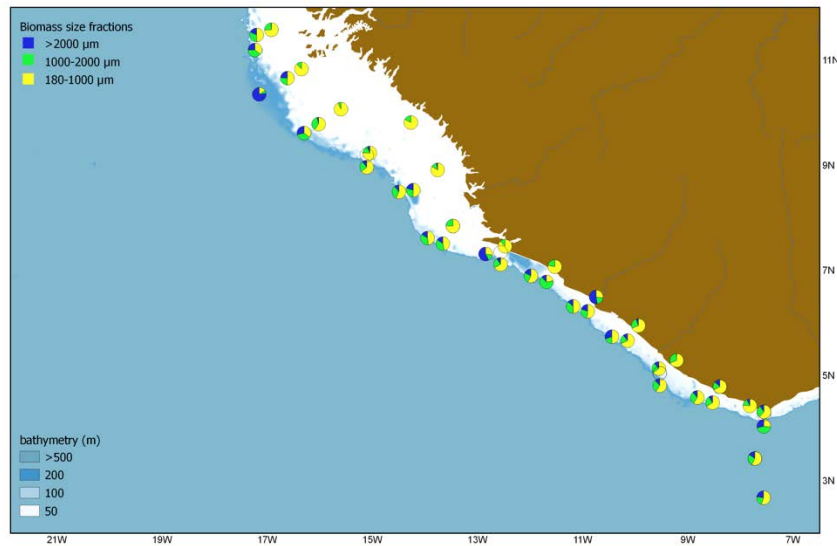 Biomass size fractions
>2000 µm
1000-2000 µm
180-1000 µm
11N
9N
7N
5N
bathymetry (m)
>500
200
100
50
3N
21W
19W
17W
15W
13W
11W
9W
7W